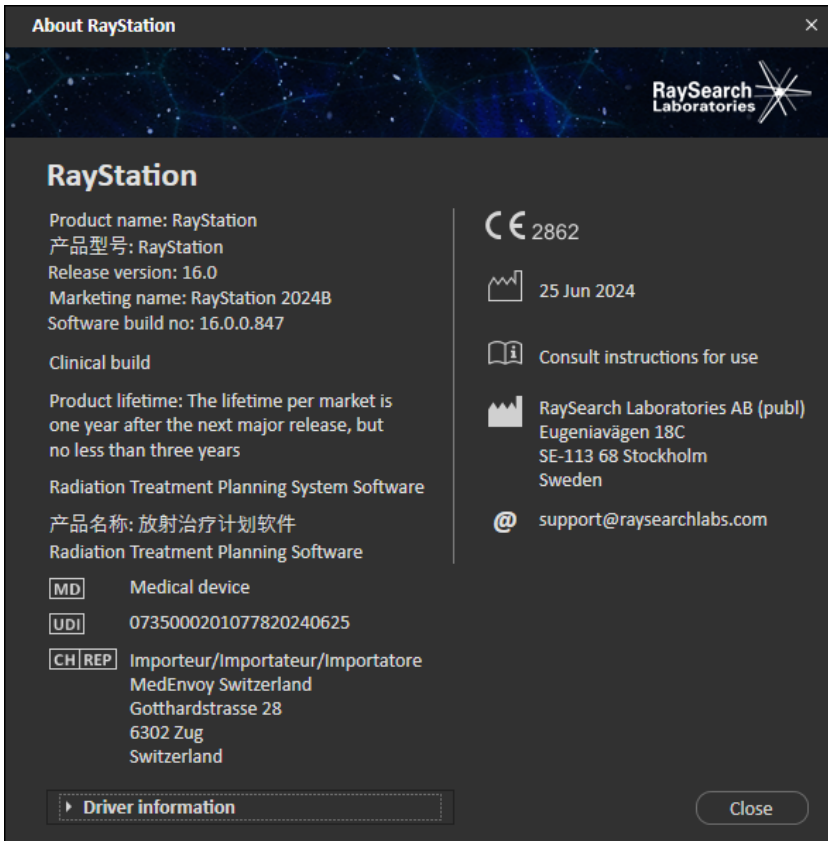 About RayStation
RaySearch
Laboratories
RayStation
Product name: RayStation
产品型号: RayStation
Release version: 16.0
Marketing name: RayStation 2024B
Software build no: 16.0.0.847
Clinical build
Product lifetime: The lifetime per market is
one year after the next major release, but
no less than three years
Radiation Treatment Planning System Software
产品名称: 放射治疗计划软件
Radiation Treatment Planning Software
MD Medical device
UDI 0735000201077820240625
CH REP Importeur/Importateur/Importatore
MedEnvoy Switzerland
Gotthardstrasse 28
6302 Zug
Switzerland
CE 2862
25 Jun 2024
Consult instructions for use
RaySearch Laboratories AB (publ)
Eugeniavägen 18C
SE-113 68 Stockholm
Sweden
@ support@raysearchlabs.com
Driver information
Close